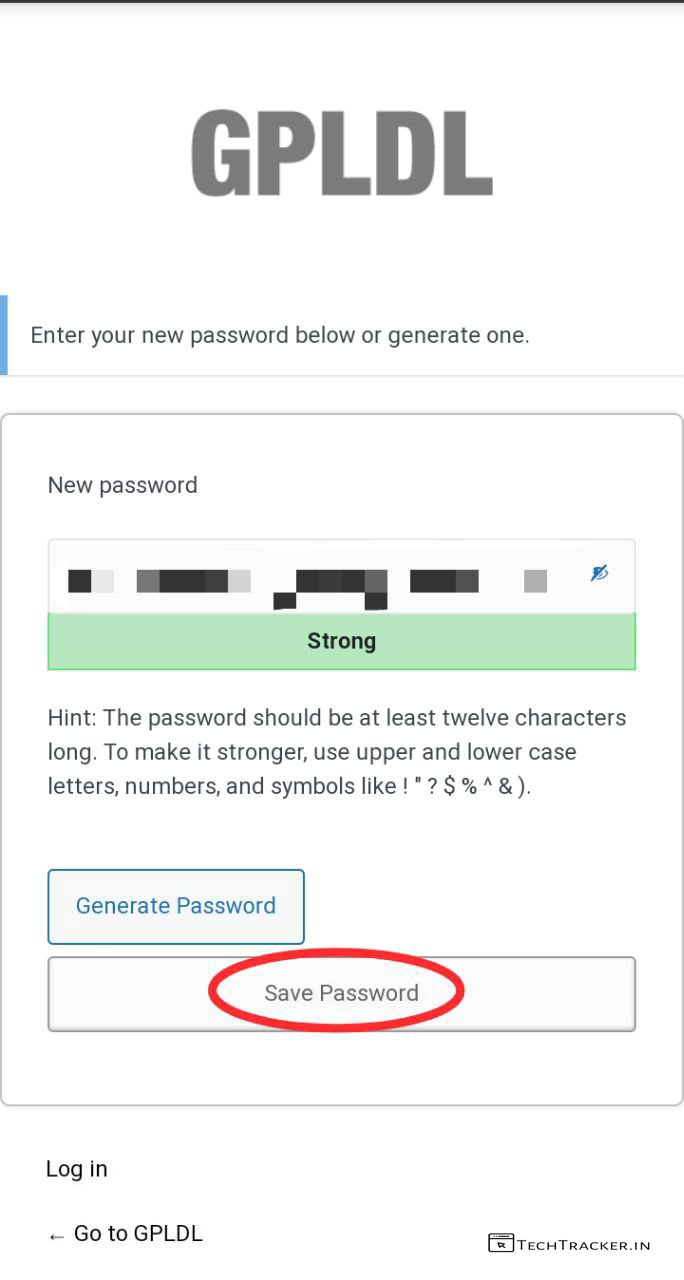 GPLDL
Enter your new password below or generate one.
New password
Strong
Hint: The password should be at least twelve characters
long. To make it stronger, use upper and lower case
letters, numbers, and symbols like ! " ? $ % ^ & ).
Generate Password
Save Password
Log in
← Go to GPLDL
TECHTRACKER.IN